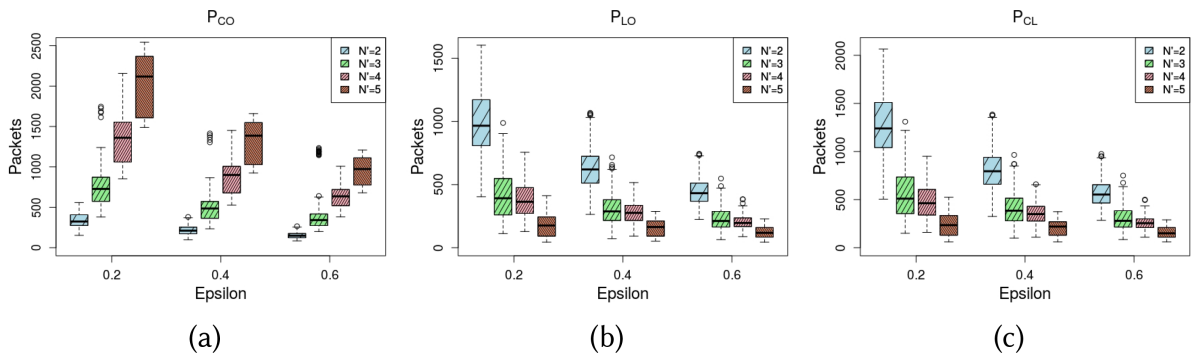 P_CO
Packets
2500
2000
1500
1000
500
0
N'=2
N'=3
N'=4
N'=5
0.2 0.4 0.6
Epsilon
(a)
P_LO
Packets
1500
1000
500
0
N'=2
N'=3
N'=4
N'=5
0.2 0.4 0.6
Epsilon
(b)
P_CL
Packets
2000
1500
1000
500
0
N'=2
N'=3
N'=4
N'=5
0.2 0.4 0.6
Epsilon
(c)